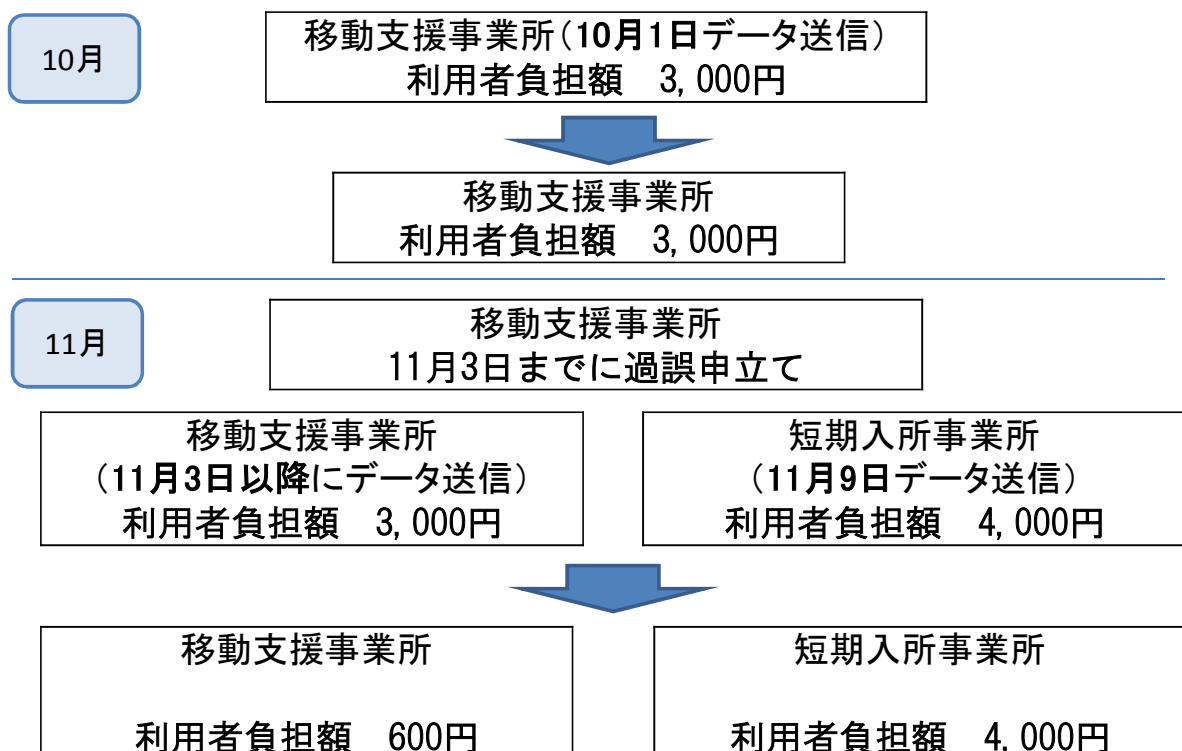 10月
移動支援事業所(10月1日データ送信)
利用者負担額　3,000円
移動支援事業所
利用者負担額　3,000円
11月
移動支援事業所
11月3日までに過誤申立て
移動支援事業所
(11月3日以降にデータ送信)
利用者負担額　3,000円
短期入所事業所
(11月9日データ送信)
利用者負担額　4,000円
移動支援事業所
利用者負担額　600円
短期入所事業所
利用者負担額　4,000円